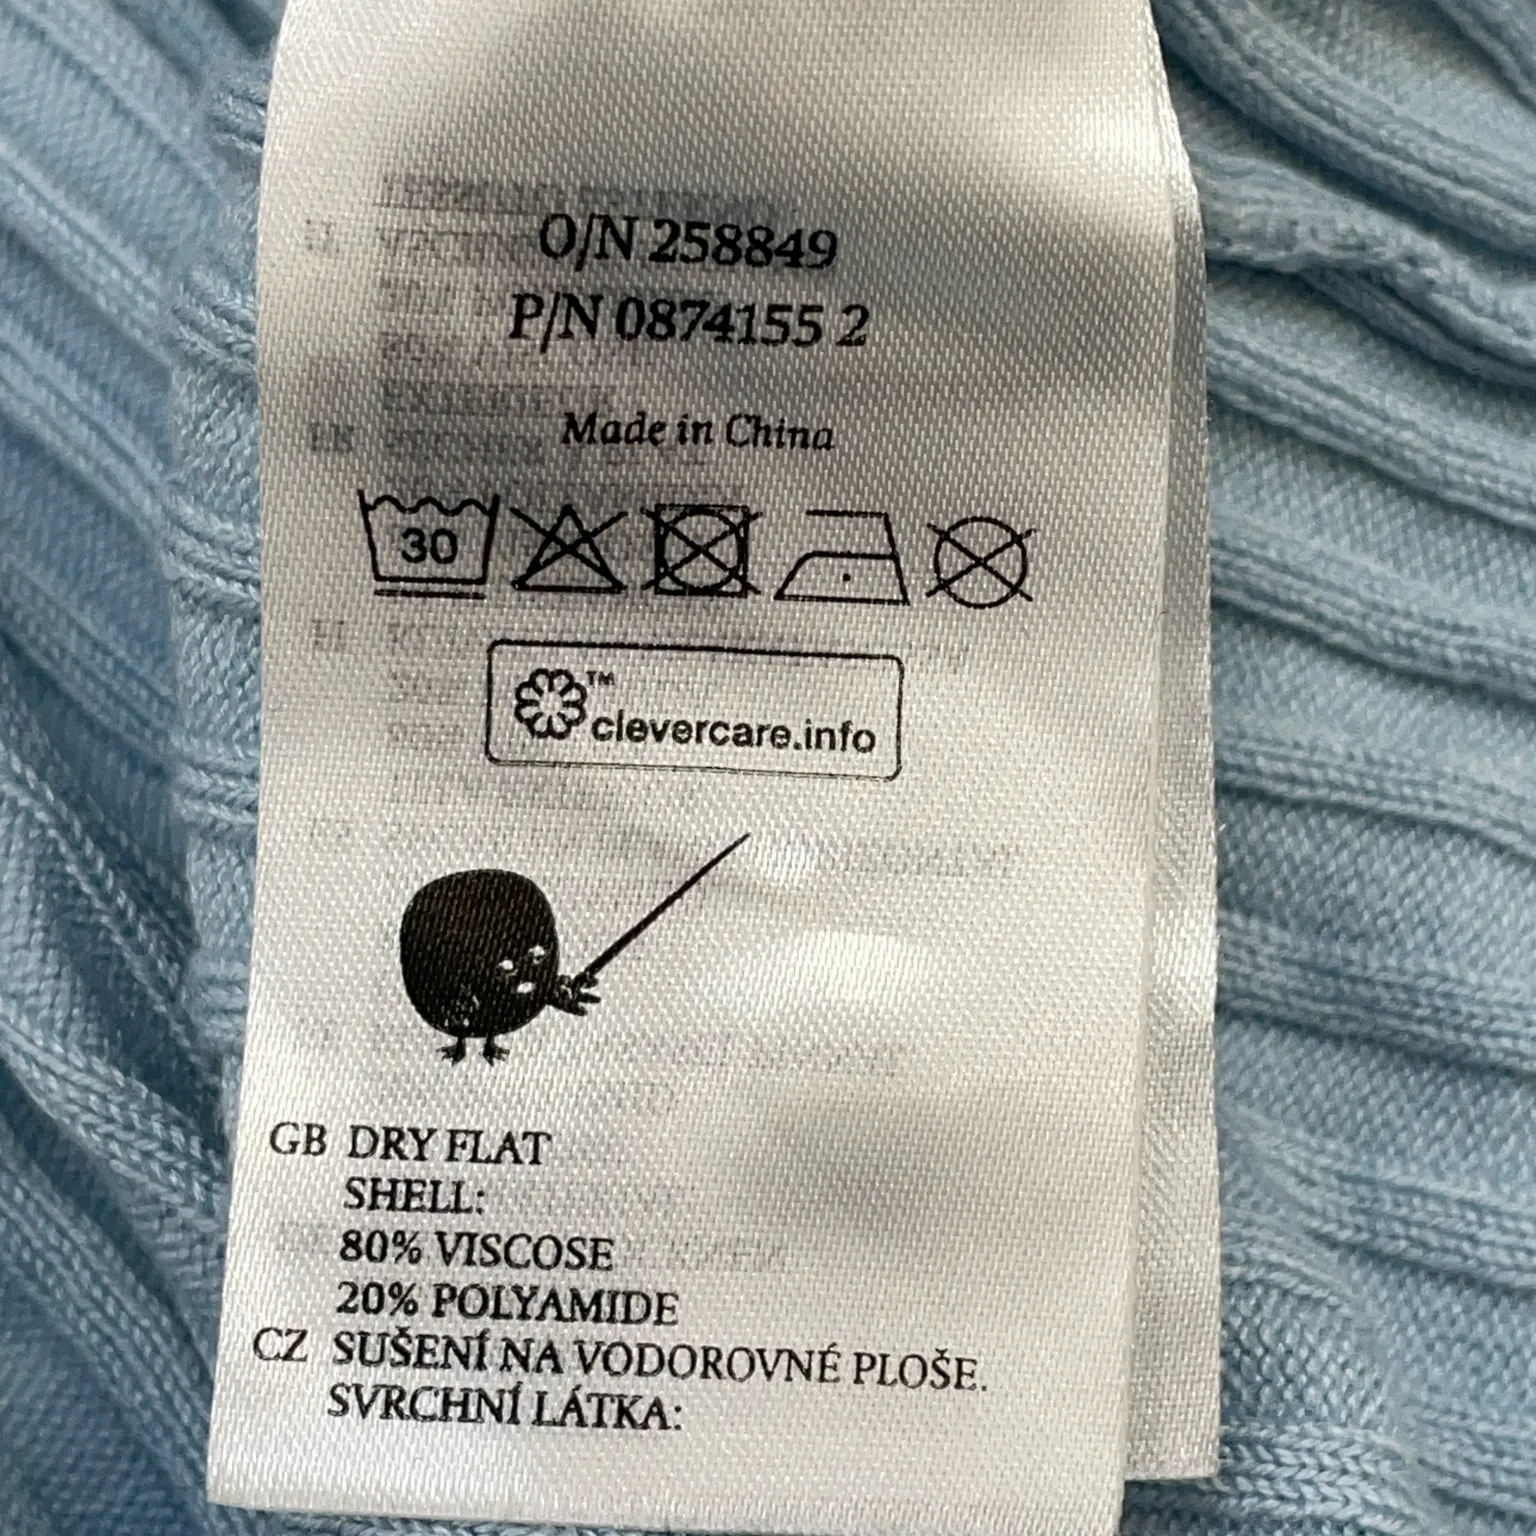 O/N 258849
P/N 0874155 2
Made in China
30
™
clevercare.info
GB DRY FLAT
SHELL:
80% VISCOSE
20% POLYAMIDE
CZ SUŠENÍ NA VODOROVNÉ PLOŠE.
SVRCHNÍ LÁTKA: